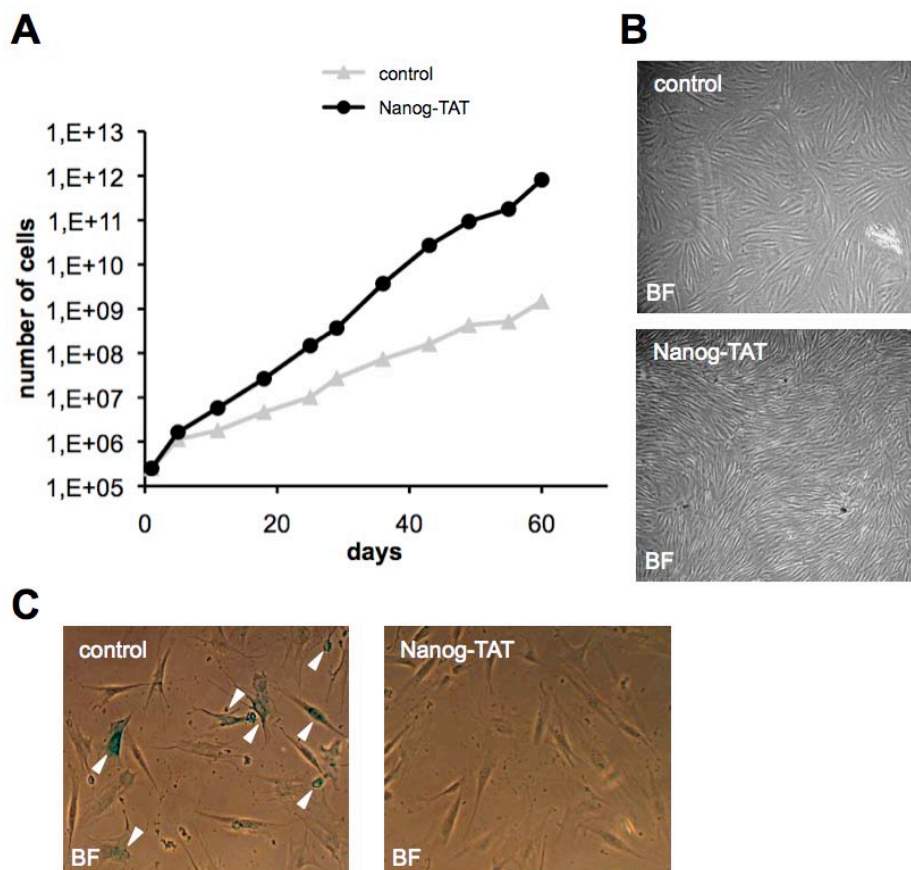 A
control
Nanog-TAT
1,E+13
1,E+12
1,E+11
1,E+10
1,E+09
1,E+08
1,E+07
1,E+06
1,E+05
number of cells
0
20
40
60
days
B
control
BF
Nanog-TAT
BF
C
control
BF
Nanog-TAT
BF